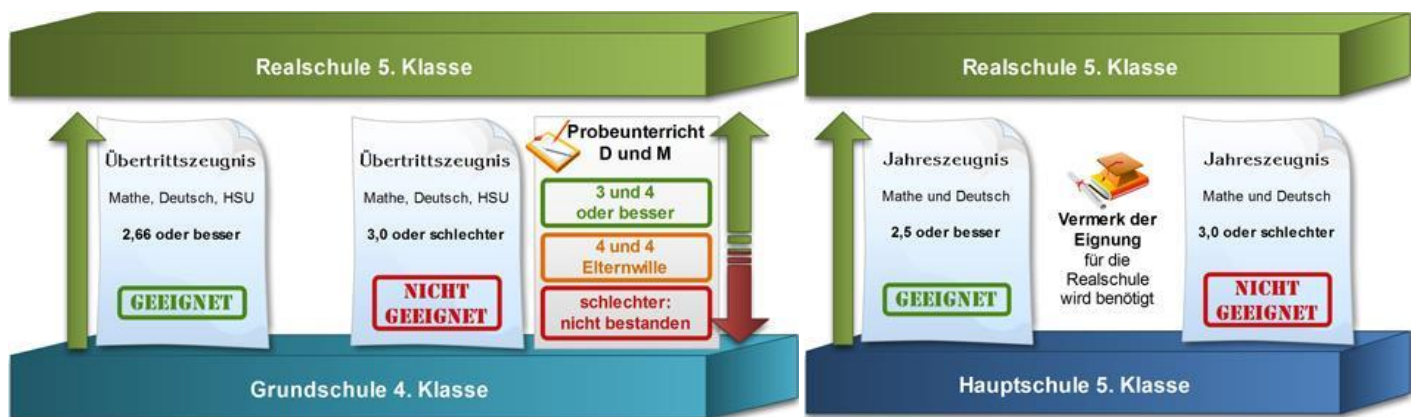 Realschule 5. Klasse
Übertrittszeugnis
Mathe, Deutsch, HSU
2,66 oder besser
GEEIGNET
Übertrittszeugnis
Mathe, Deutsch, HSU
3,0 oder schlechter
NICHT
GEEIGNET
Probeunterricht
D und M
3 und 4
oder besser
4 und 4
Elternwille
schlechter:
nicht bestanden
Grundschule 4. Klasse
Realschule 5. Klasse
Jahreszeugnis
Mathe und Deutsch
2,5 oder besser
GEEIGNET
Vermerk der
Eignung
für die
Realschule
wird benötigt
Jahreszeugnis
Mathe und Deutsch
3,0 oder schlechter
NICHT
GEEIGNET
Hauptschule 5. Klasse